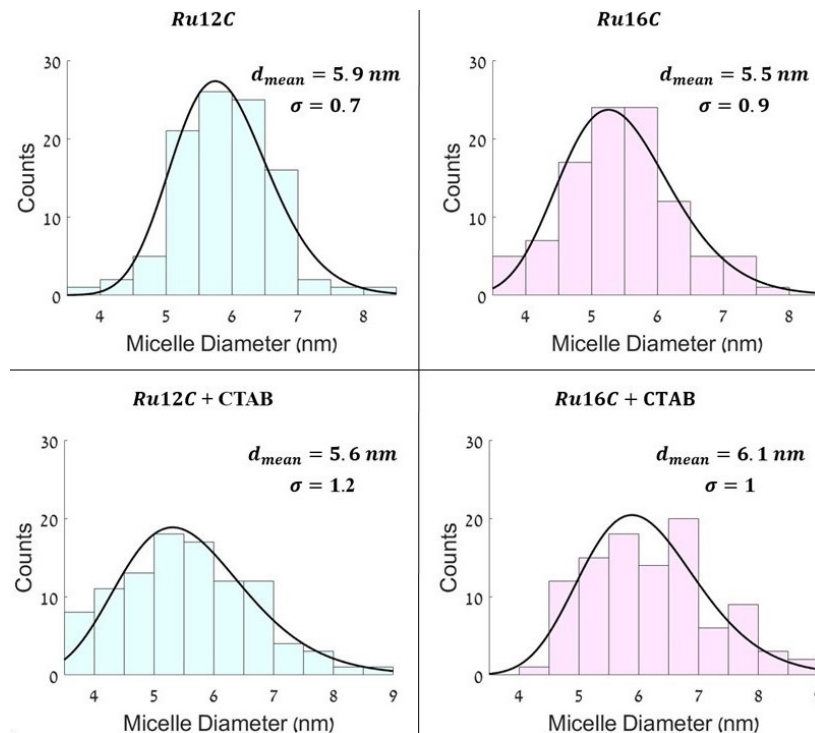 Ru12C
30
20
10
0
Counts
d_mean = 5.9 nm
σ = 0.7
4 5 6 7 8
Micelle Diameter (nm)
Ru16C
30
20
10
0
Counts
d_mean = 5.5 nm
σ = 0.9
4 5 6 7 8
Micelle Diameter (nm)
Ru12C + CTAB
30
20
10
0
Counts
d_mean = 5.6 nm
σ = 1.2
4 5 6 7 8 9
Micelle Diameter (nm)
Ru16C + CTAB
30
20
10
0
Counts
d_mean = 6.1 nm
σ = 1
4 5 6 7 8 9
Micelle Diameter (nm)